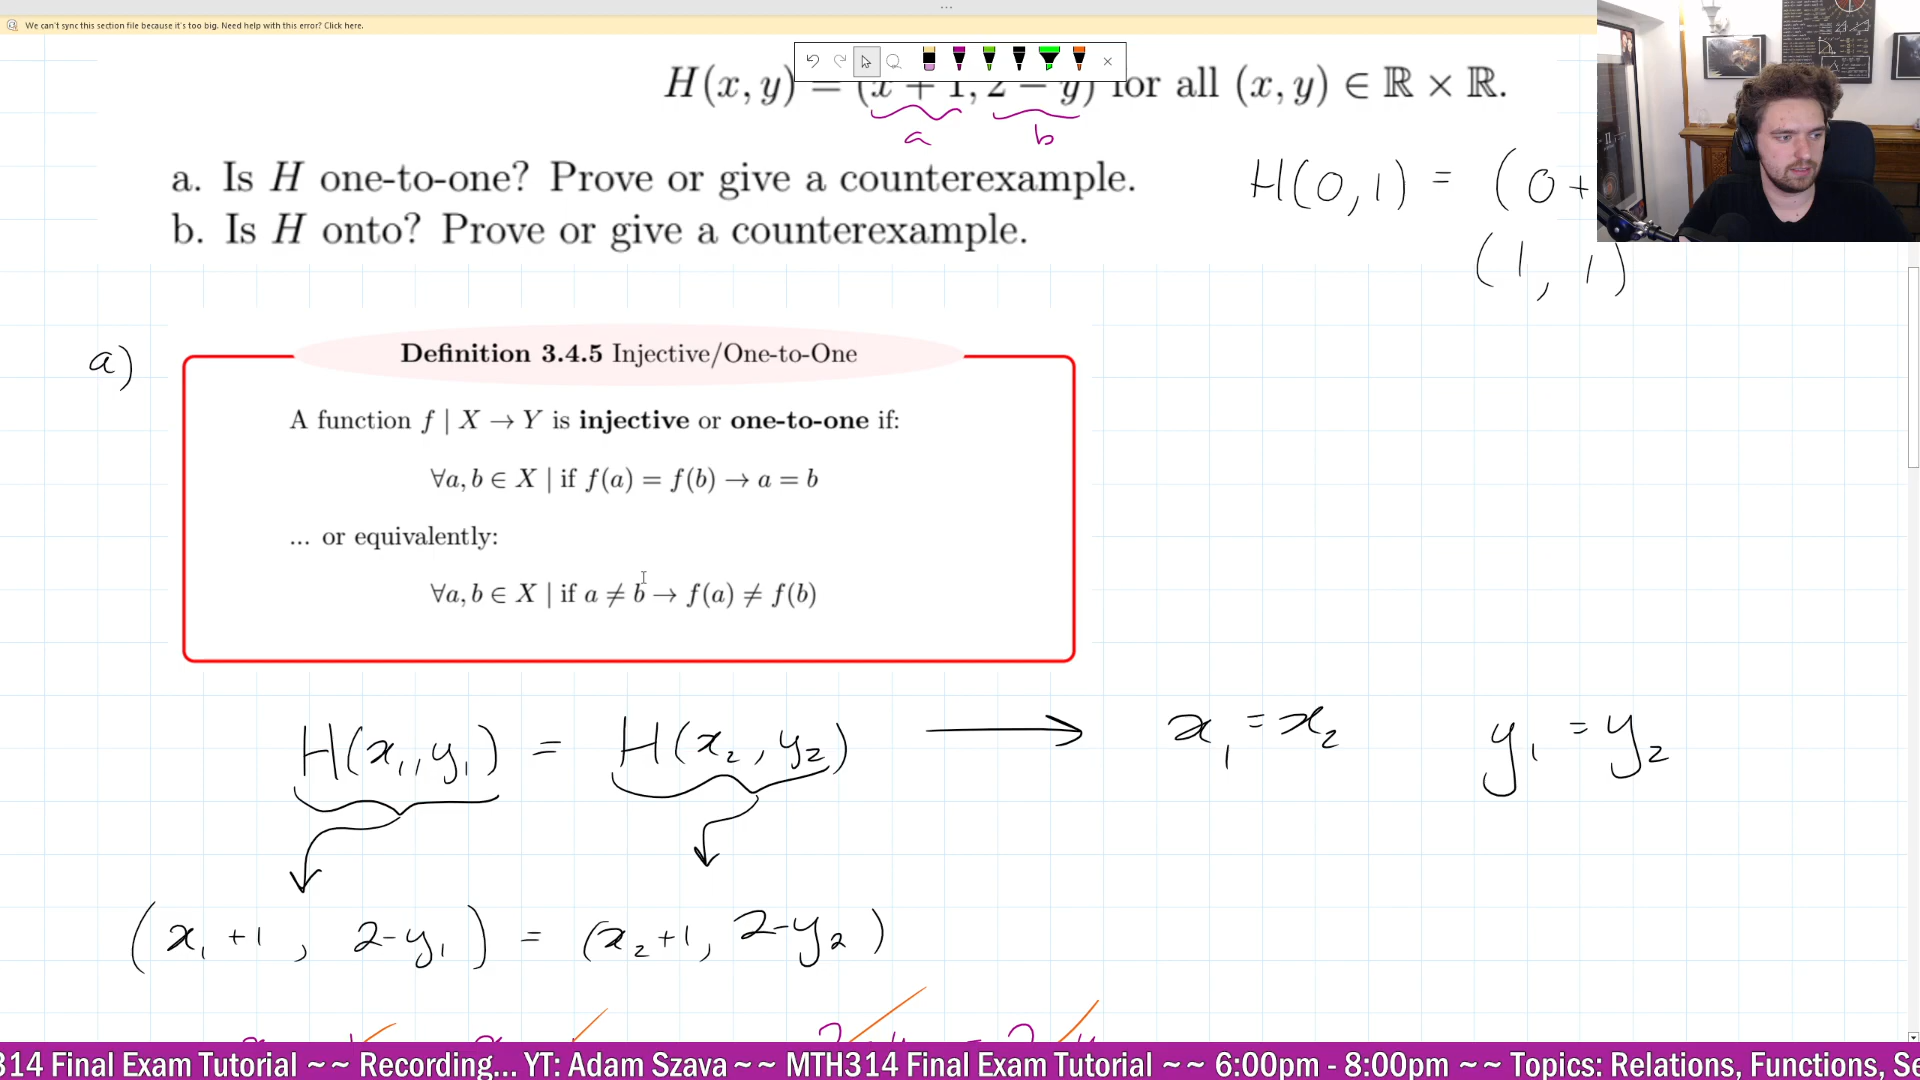 We can't sync this section file because it's too big. Need help with this error? Click here.
H(x, y) = (x + 1, 2 − y) for all (x, y) ∈ ℝ × ℝ.
a b
a. Is H one-to-one? Prove or give a counterexample.
b. Is H onto? Prove or give a counterexample.
H(0,1) = (0+
(1, 1)
a)
Definition 3.4.5 Injective/One-to-One
A function f | X → Y is injective or one-to-one if:
∀a, b ∈ X | if f(a) = f(b) → a = b
... or equivalently:
∀a, b ∈ X | if a ≠ b → f(a) ≠ f(b)
H(x₁, y₁) = H(x₂, y₂) ⟶ x₁ = x₂ y₁ = y₂
(x₁ +1, 2-y₁) = (x₂+1, 2-y₂)
314 Final Exam Tutorial ~~ Recording... YT: Adam Szava ~~ MTH314 Final Exam Tutorial ~~ 6:00pm - 8:00pm ~~ Topics: Relations, Functions, Se